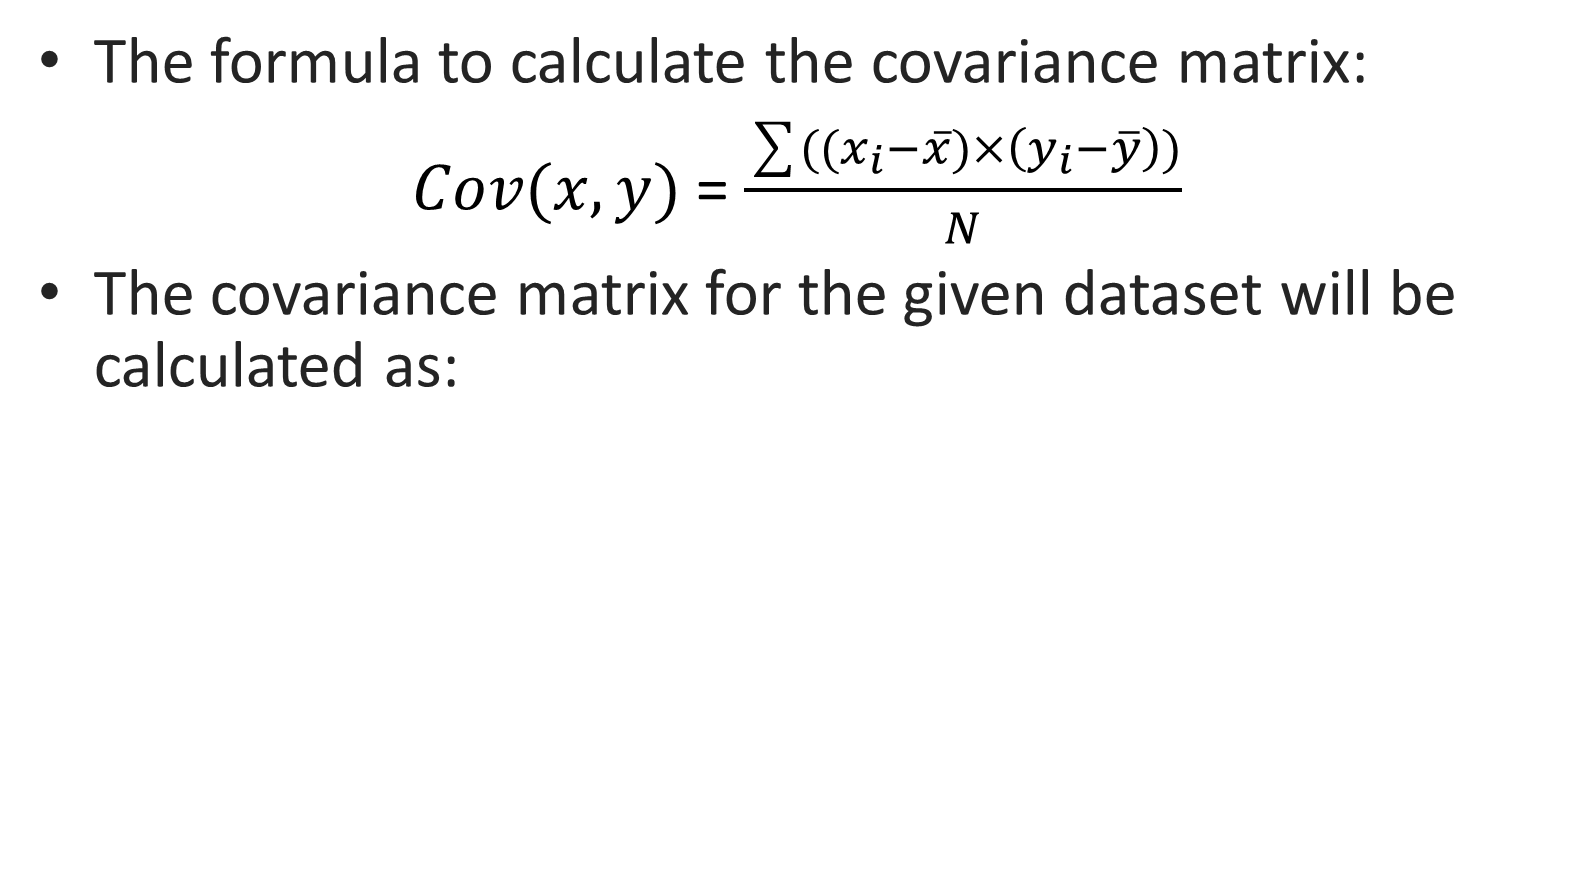 • The formula to calculate the covariance matrix:
𝐶𝑜𝑣(𝑥, 𝑦) = ∑((𝑥ᵢ−𝑥̅)×(𝑦ᵢ−𝑦̅)) / 𝑁
• The covariance matrix for the given dataset will be
calculated as: